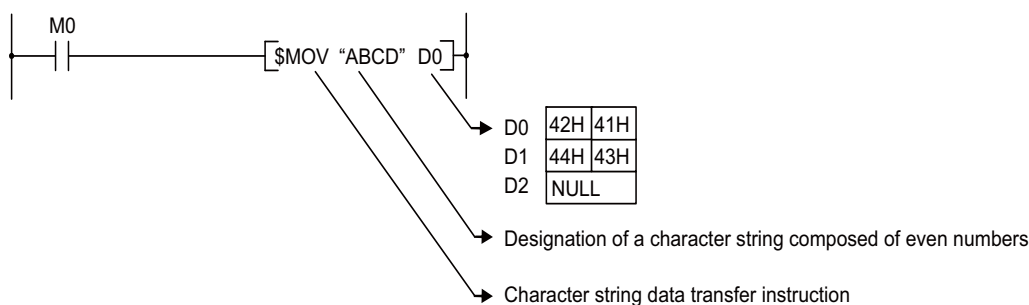 M0
$MOV “ABCD” D0
D0 42H 41H
D1 44H 43H
D2 NULL
Designation of a character string composed of even numbers
Character string data transfer instruction